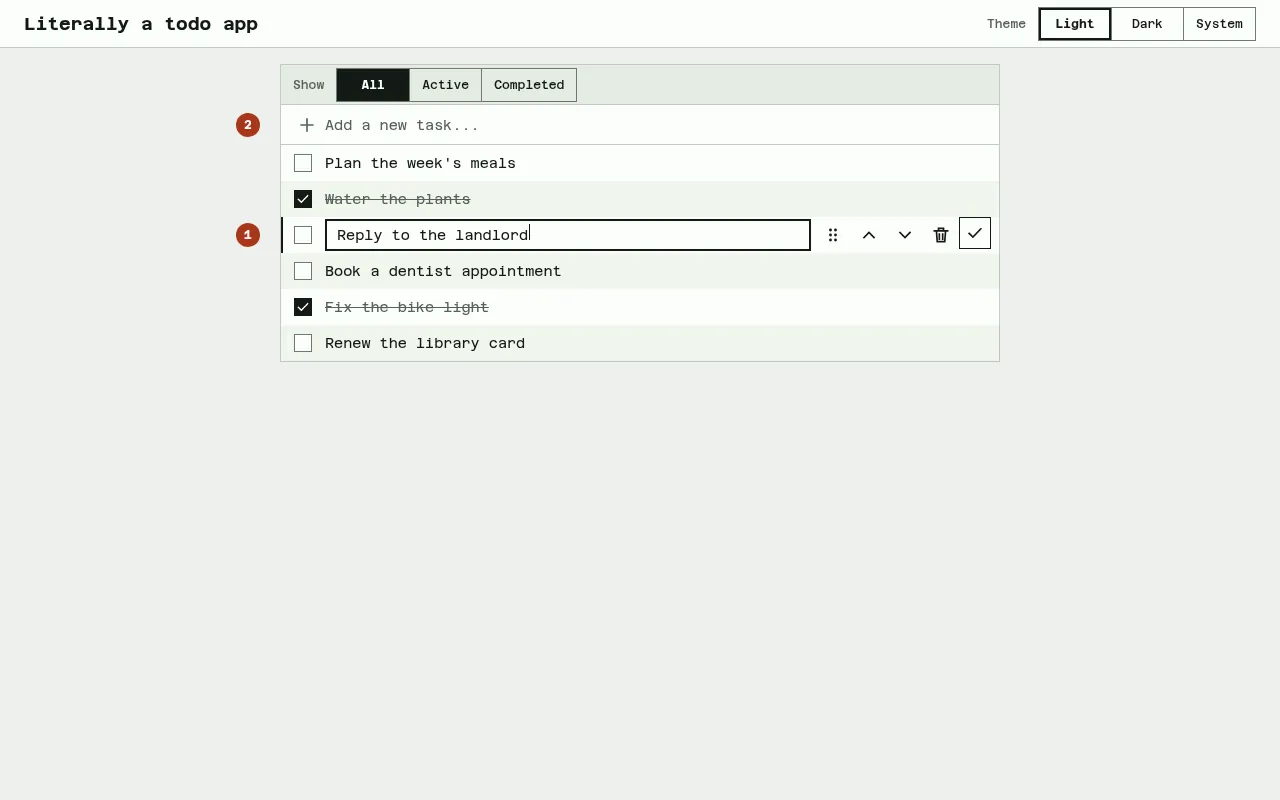 Literally a todo app
Theme Light Dark System
Show All Active Completed
2 Add a new task...
Plan the week's meals
Water the plants
1 Reply to the landlord
Book a dentist appointment
Fix the bike light
Renew the library card